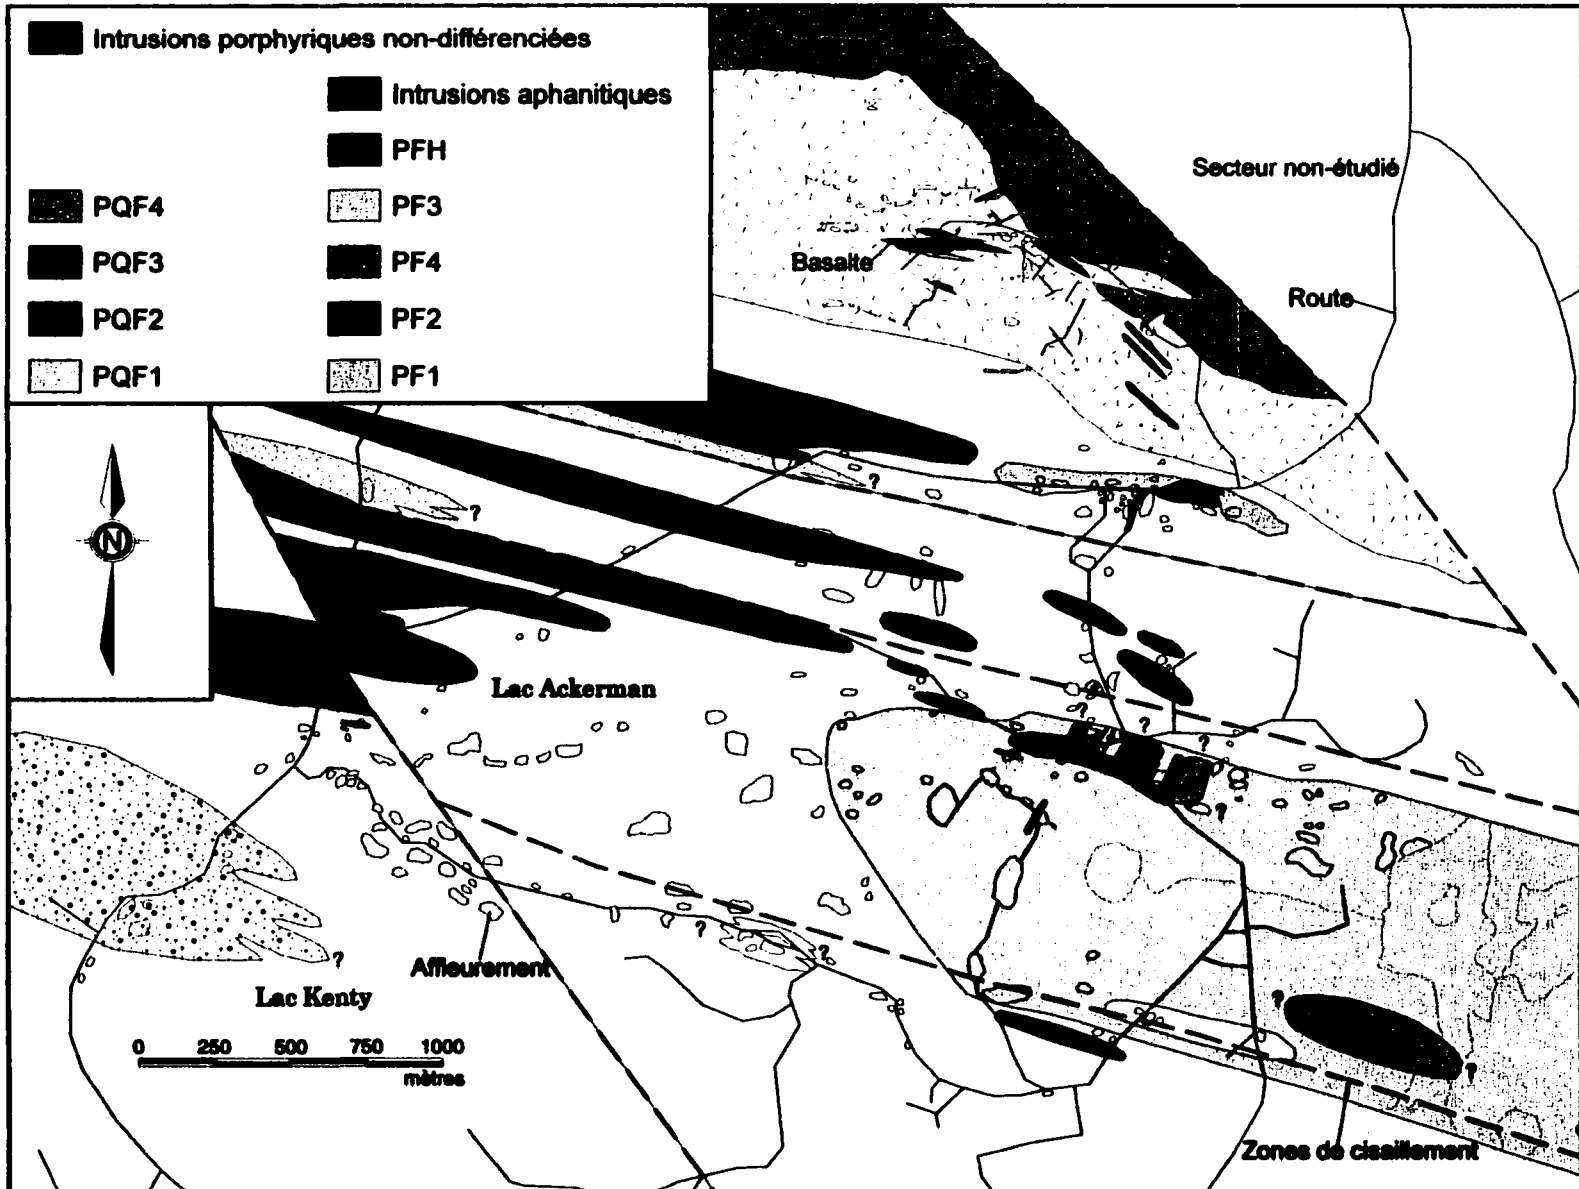 Intrusions porphyriques non-différenciées
Intrusions aphanitiques
PFH
PQF4
PF3
PQF3
PF4
PQF2
PF2
PQF1
PF1
Secteur non-étudié
Basalte
Route
N
?
?
Lac Ackerman
?
?
?
?
?
?
Affleurement
?
Lac Kenty
?
?
0 250 500 750 1000
mètres
Zones de cisaillement